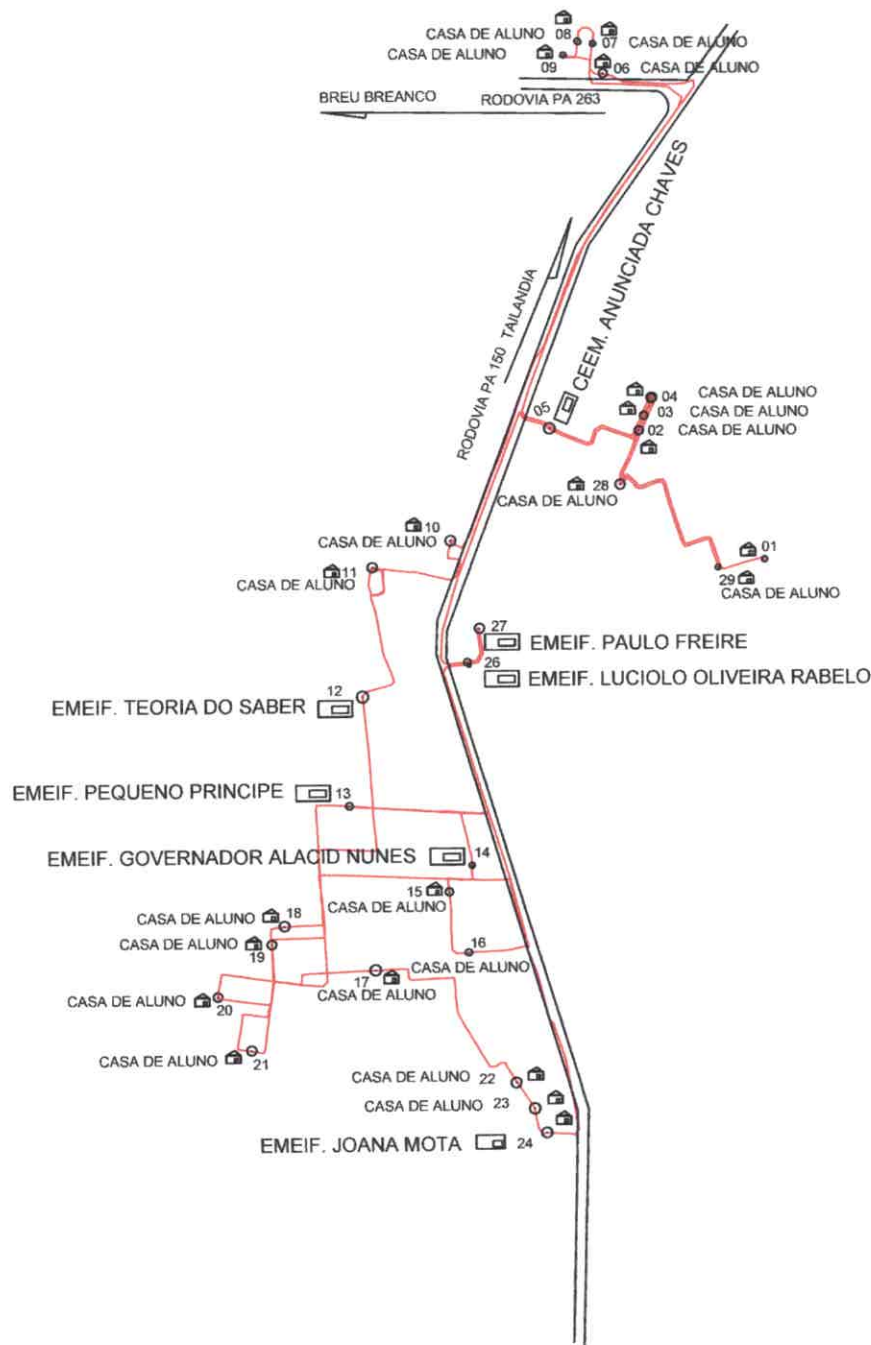 CASA DE ALUNO 08
07 CASA DE ALUNO
CASA DE ALUNO 09
06 CASA DE ALUNO
BREU BREANCO
RODOVIA PA 263
CEEM. ANUNCIADA CHAVES
RODOVIA PA 150 TAILANDIA
04 CASA DE ALUNO
03 CASA DE ALUNO
02 CASA DE ALUNO
05
28
CASA DE ALUNO
10
CASA DE ALUNO
01
11
CASA DE ALUNO
29
CASA DE ALUNO
27
EMEIF. PAULO FREIRE
26
EMEIF. LUCIOLO OLIVEIRA RABELO
12
EMEIF. TEORIA DO SABER
EMEIF. PEQUENO PRINCIPE 13
EMEIF. GOVERNADOR ALACID NUNES 14
15
CASA DE ALUNO
CASA DE ALUNO 18
CASA DE ALUNO 19
16
CASA DE ALUNO
17
CASA DE ALUNO
CASA DE ALUNO 20
CASA DE ALUNO 21
CASA DE ALUNO 22
CASA DE ALUNO 23
EMEIF. JOANA MOTA 24